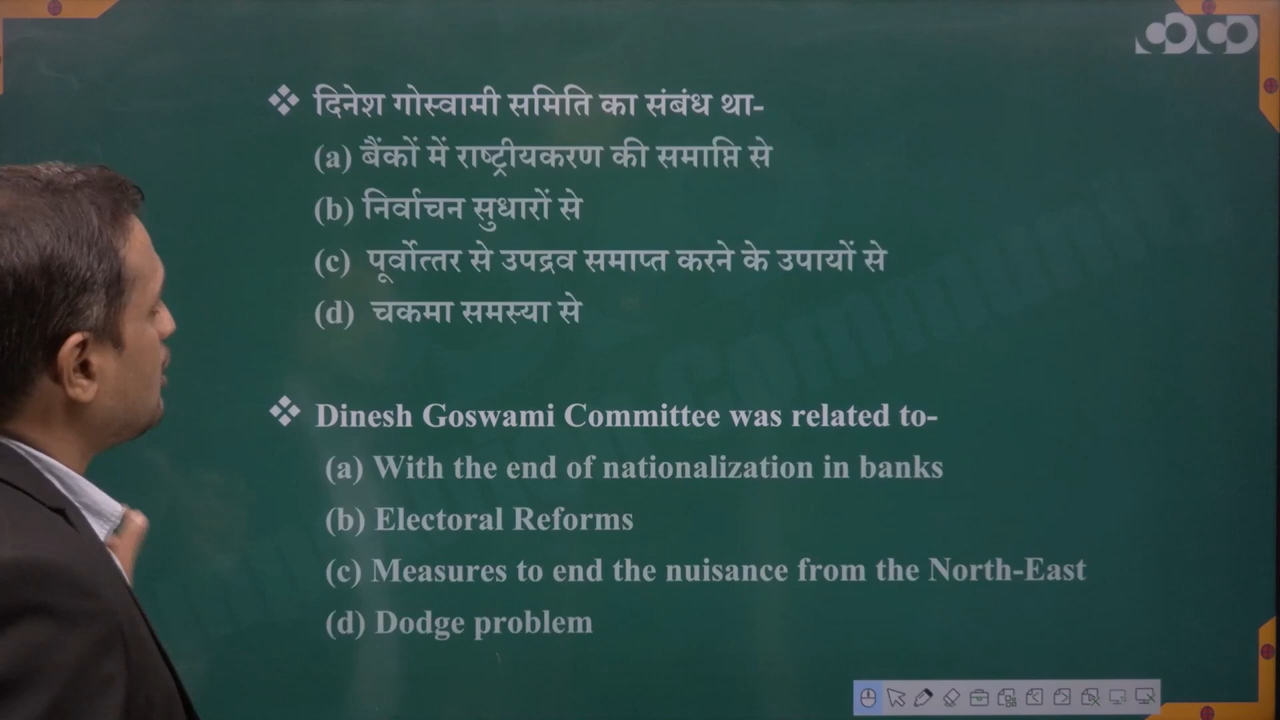 ❖ दिनेश गोस्वामी समिति का संबंध था-
(a) बैंकों में राष्ट्रीयकरण की समाप्ति से
(b) निर्वाचन सुधारों से
(c) पूर्वोत्तर से उपद्रव समाप्त करने के उपायों से
(d) चकमा समस्या से
❖ Dinesh Goswami Committee was related to-
(a) With the end of nationalization in banks
(b) Electoral Reforms
(c) Measures to end the nuisance from the North-East
(d) Dodge problem